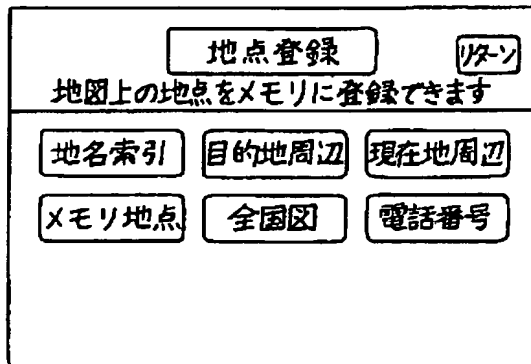 地点登録 リターン
地図上の地点をメモリに登録できます
地名索引 目的地周辺 現在地周辺
メモリ地点 全国図 電話番号